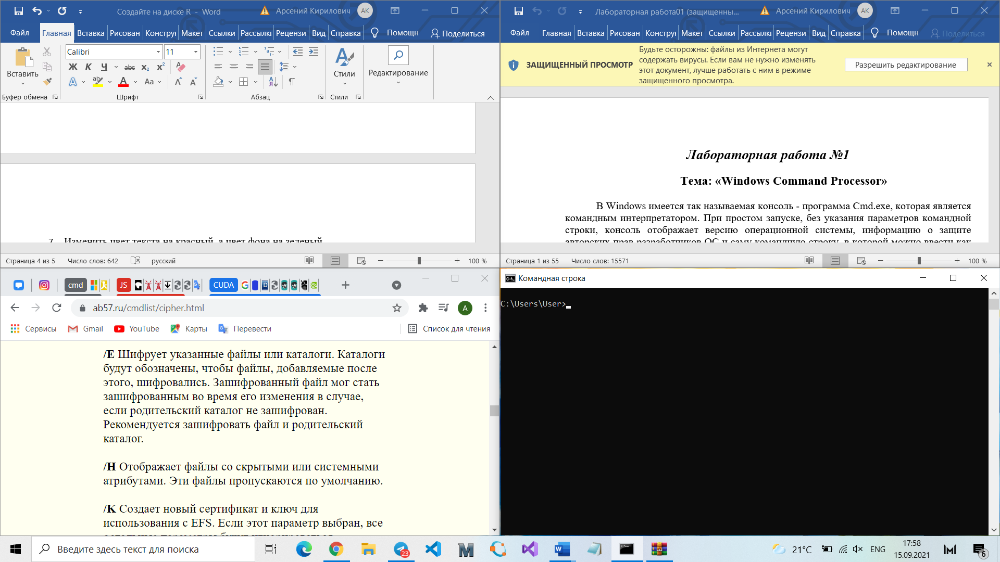 Создайте на диске R - Word
Арсений Кирилович
АК
Файл
Главная
Вставка
Рисован
Констру
Макет
Ссылки
Рассылк
Рецензи
Вид
Справка
Помощн
Поделиться
Вставить
Буфер обмена
Calibri
11
Ж К Ч abc x₂ x²
Aa
Шрифт
Абзац
Стили
Стили
Редактирование
7. Изменить цвет текста на красный, а цвет фона на зеленый
Страница 4 из 5
Число слов: 642
русский
100 %
Лабораторная работа01 (защищенны...
Арсений Кирилович
АК
Файл
Главная
Вставка
Рисован
Констру
Макет
Ссылки
Рассылк
Рецензи
Вид
Справка
Помощн
Поделиться
ЗАЩИЩЕННЫЙ ПРОСМОТР
Будьте осторожны: файлы из Интернета могут
содержать вирусы. Если вам не нужно изменять
этот документ, лучше работать с ним в режиме
защищенного просмотра.
Разрешить редактирование
Лабораторная работа №1
Тема: «Windows Command Processor»
В Windows имеется так называемая консоль - программа Cmd.exe, которая является
командным интерпретатором. При простом запуске, без указания параметров командной
строки, консоль отображает версию операционной системы, информацию о защите
авторских прав разработчиков ОС и саму командную строку, в которой можно ввести как
Страница 1 из 55
Число слов: 15571
100 %
cmd
JS
CUDA
ab57.ru/cmdlist/cipher.html
A
Сервисы
Gmail
YouTube
Карты
Перевести
Список для чтения
/E Шифрует указанные файлы или каталоги. Каталоги
будут обозначены, чтобы файлы, добавляемые после
этого, шифровались. Зашифрованный файл мог стать
зашифрованным во время его изменения в случае,
если родительский каталог не зашифрован.
Рекомендуется зашифровать файл и родительский
каталог.
/H Отображает файлы со скрытыми или системными
атрибутами. Эти файлы пропускаются по умолчанию.
/K Создает новый сертификат и ключ для
использования с EFS. Если этот параметр выбран, все
Командная строка
C:\Users\User>
Введите здесь текст для поиска
23
21°C
ENG
17:58
15.09.2021
6